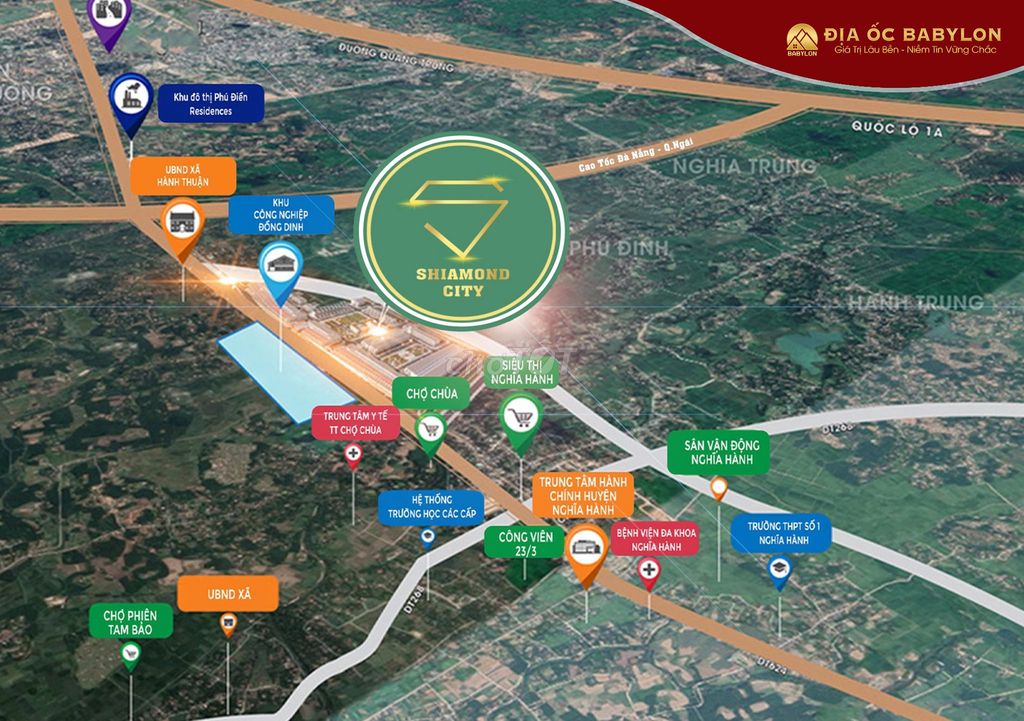 ĐỊA ỐC BABYLON
Giá Trị Lâu Bền - Niềm Tin Vững Chắc
BABYLON
ĐƯỜNG QUANG TRUNG
Khu đô thị Phú Điền
Residences
QUỐC LỘ 1A
Cao Tốc Đà Nẵng - Q.Ngãi
NGHĨA TRUNG
UBND XÃ
HÀNH THUẬN
KHU
CÔNG NGHIỆP
ĐỒNG DINH
PHÚ ĐỊNH
SHIAMOND
CITY
HÀNH TRUNG
SIÊU THỊ
NGHĨA HÀNH
CHỢ CHÙA
TRUNG TÂM Y TẾ
TT CHỢ CHÙA
DT268
SÂN VẬN ĐỘNG
NGHĨA HÀNH
TRUNG TÂM HÀNH
CHÍNH HUYỆN
NGHĨA HÀNH
HỆ THỐNG
TRƯỜNG HỌC CÁC CẤP
CÔNG VIÊN
23/3
BỆNH VIỆN ĐA KHOA
NGHĨA HÀNH
TRƯỜNG THPT SỐ 1
NGHĨA HÀNH
DT268
UBND XÃ
CHỢ PHIÊN
TAM BẢO
DT624